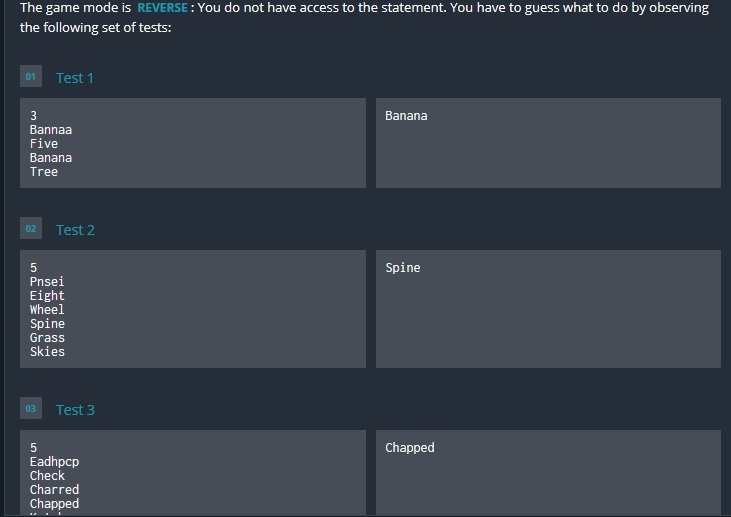 The game mode is REVERSE : You do not have access to the statement. You have to guess what to do by observing
the following set of tests:
01 Test 1
3
Bannaa
Five
Banana
Tree
Banana
02 Test 2
5
Pnsei
Eight
Wheel
Spine
Grass
Skies
Spine
03 Test 3
5
Eadhpcp
Check
Charred
Chapped
Chapped